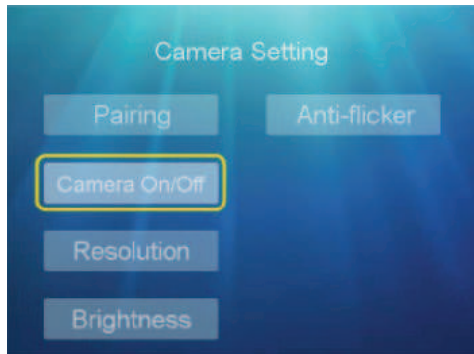 Camera Setting
Pairing
Anti-flicker
Camera On/Off
Resolution
Brightness